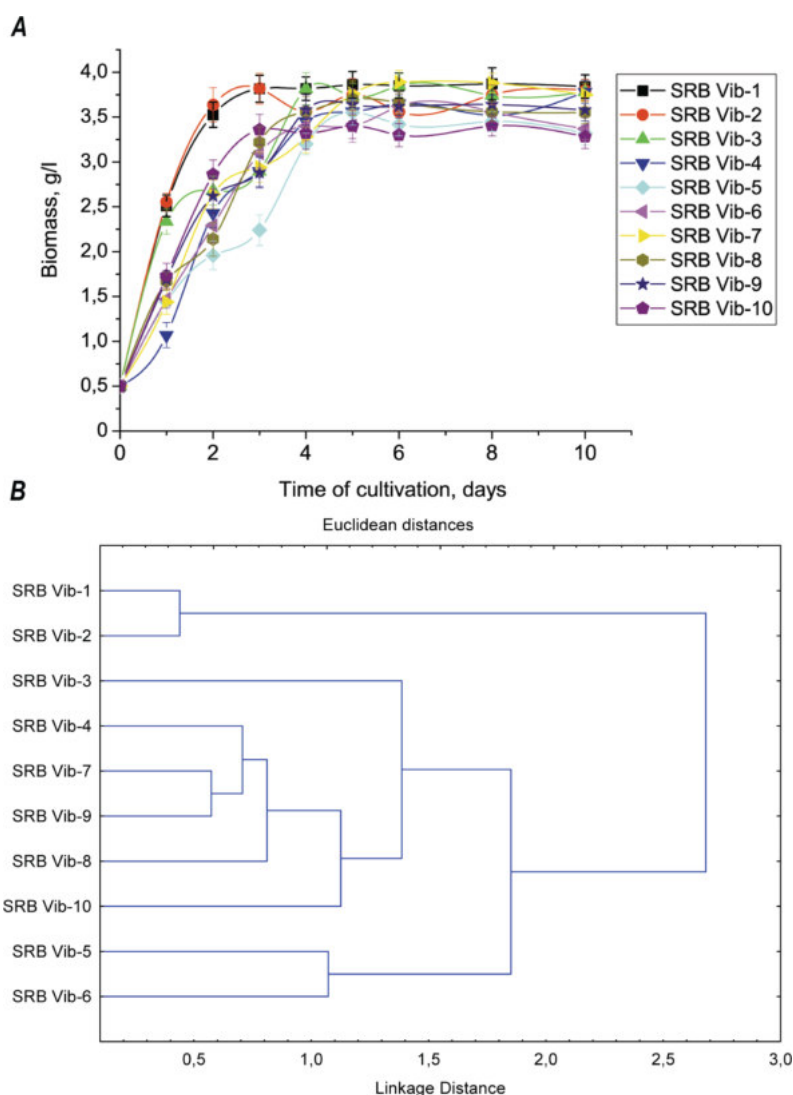 A
4,0
3,5
3,0
2,5
2,0
1,5
1,0
0,5
0
Biomass, g/l
0 2 4 6 8 10
Time of cultivation, days
SRB Vib-1
SRB Vib-2
SRB Vib-3
SRB Vib-4
SRB Vib-5
SRB Vib-6
SRB Vib-7
SRB Vib-8
SRB Vib-9
SRB Vib-10
B
Euclidean distances
SRB Vib-1
SRB Vib-2
SRB Vib-3
SRB Vib-4
SRB Vib-7
SRB Vib-9
SRB Vib-8
SRB Vib-10
SRB Vib-5
SRB Vib-6
0,5 1,0 1,5 2,0 2,5 3,0
Linkage Distance